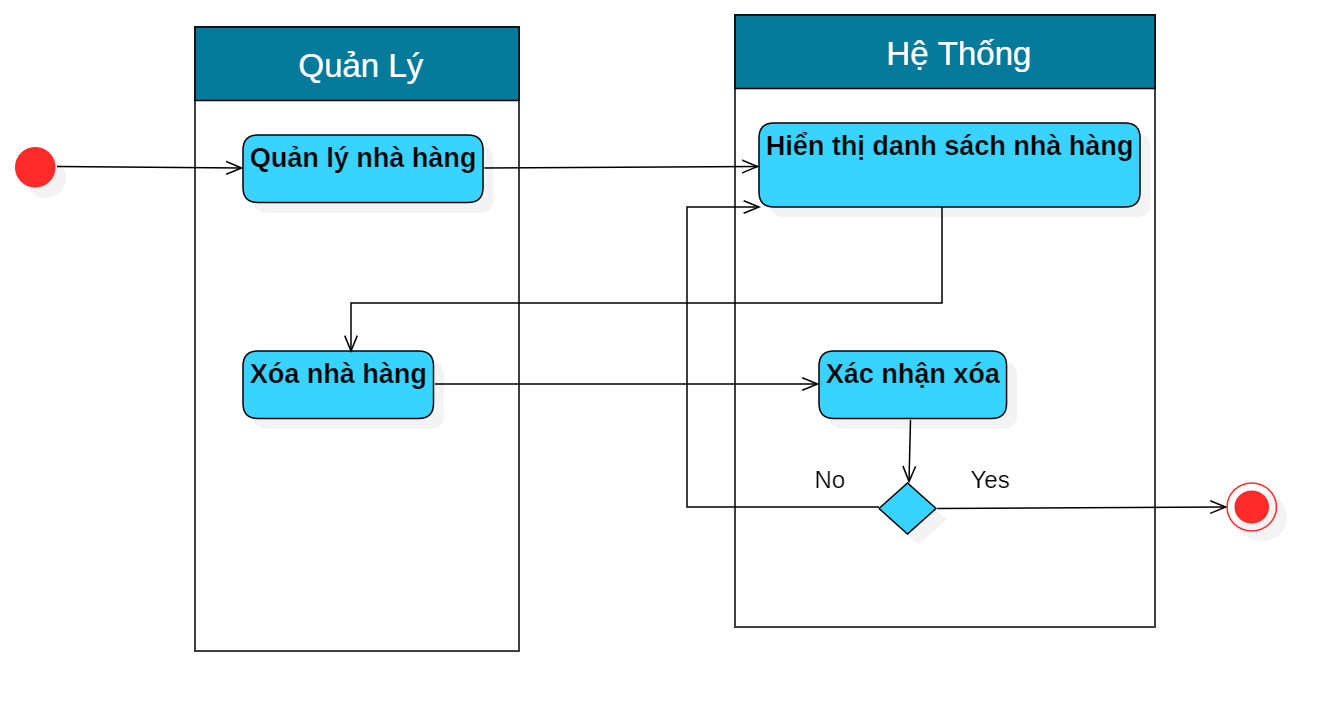 Quản Lý
Hệ Thống
Quản lý nhà hàng
Hiển thị danh sách nhà hàng
Xóa nhà hàng
Xác nhận xóa
No
Yes